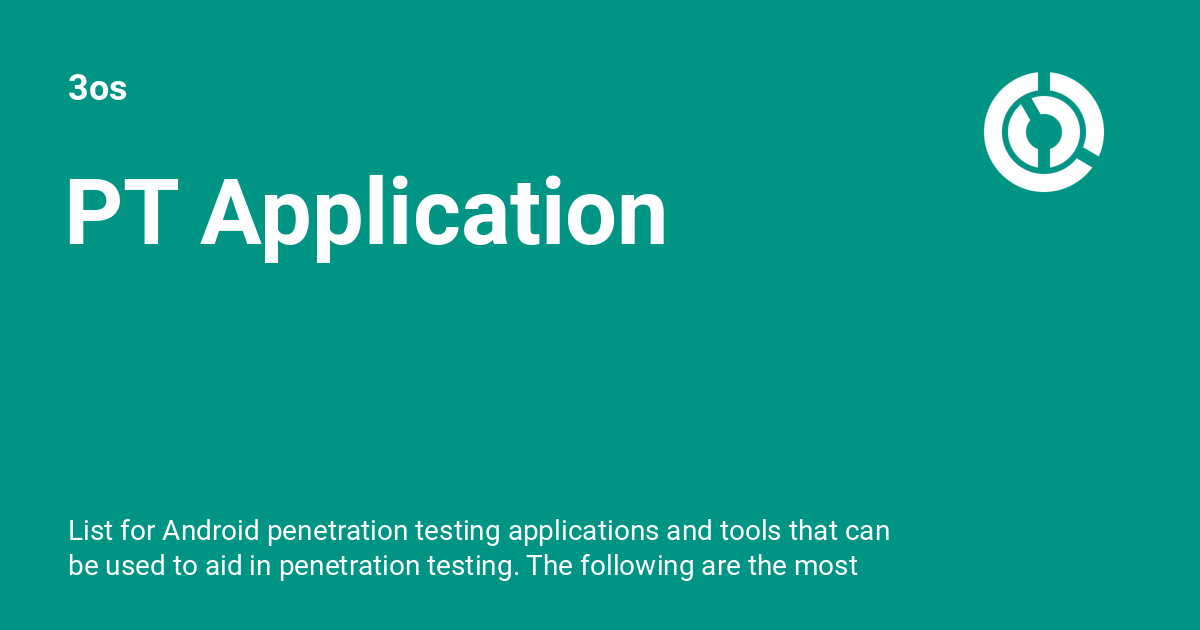 3os
PT Application
List for Android penetration testing applications and tools that can
be used to aid in penetration testing. The following are the most